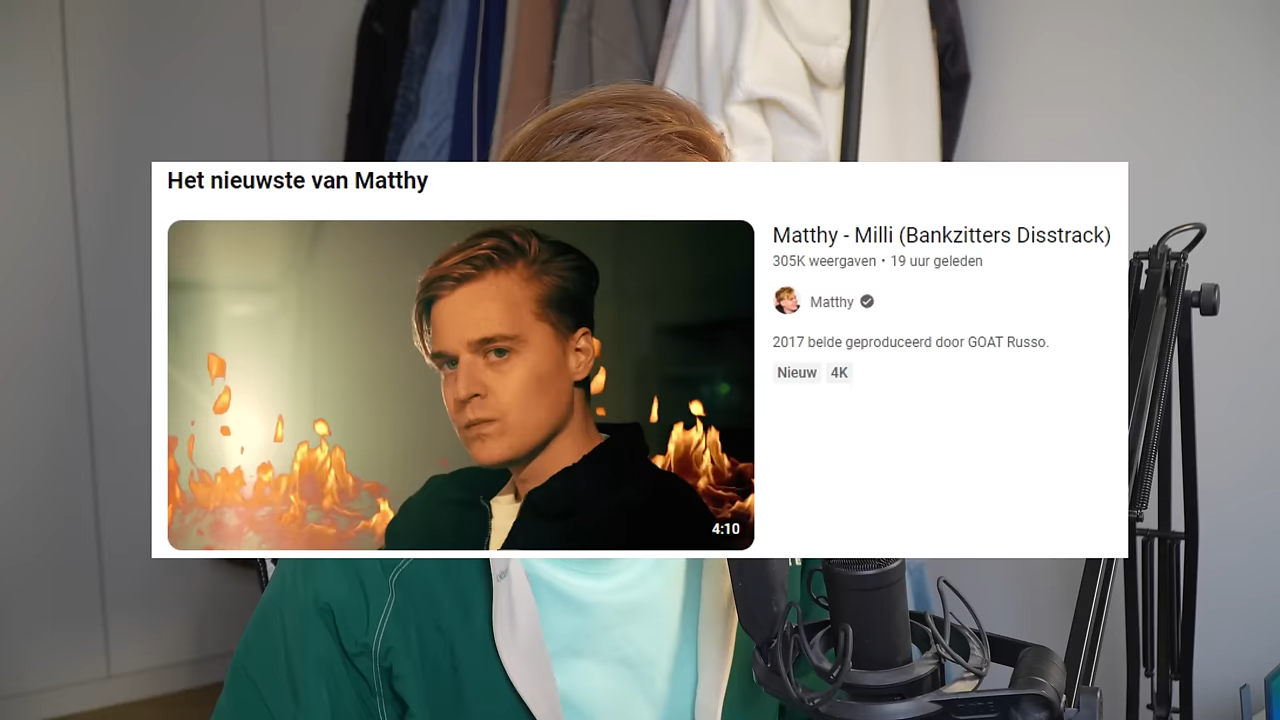 Het nieuwste van Matthy
Matthy - Milli (Bankzitters Disstrack)
305K weergaven • 19 uur geleden
Matthy
2017 belde geproduceerd door GOAT Russo.
Nieuw 4K
4:10